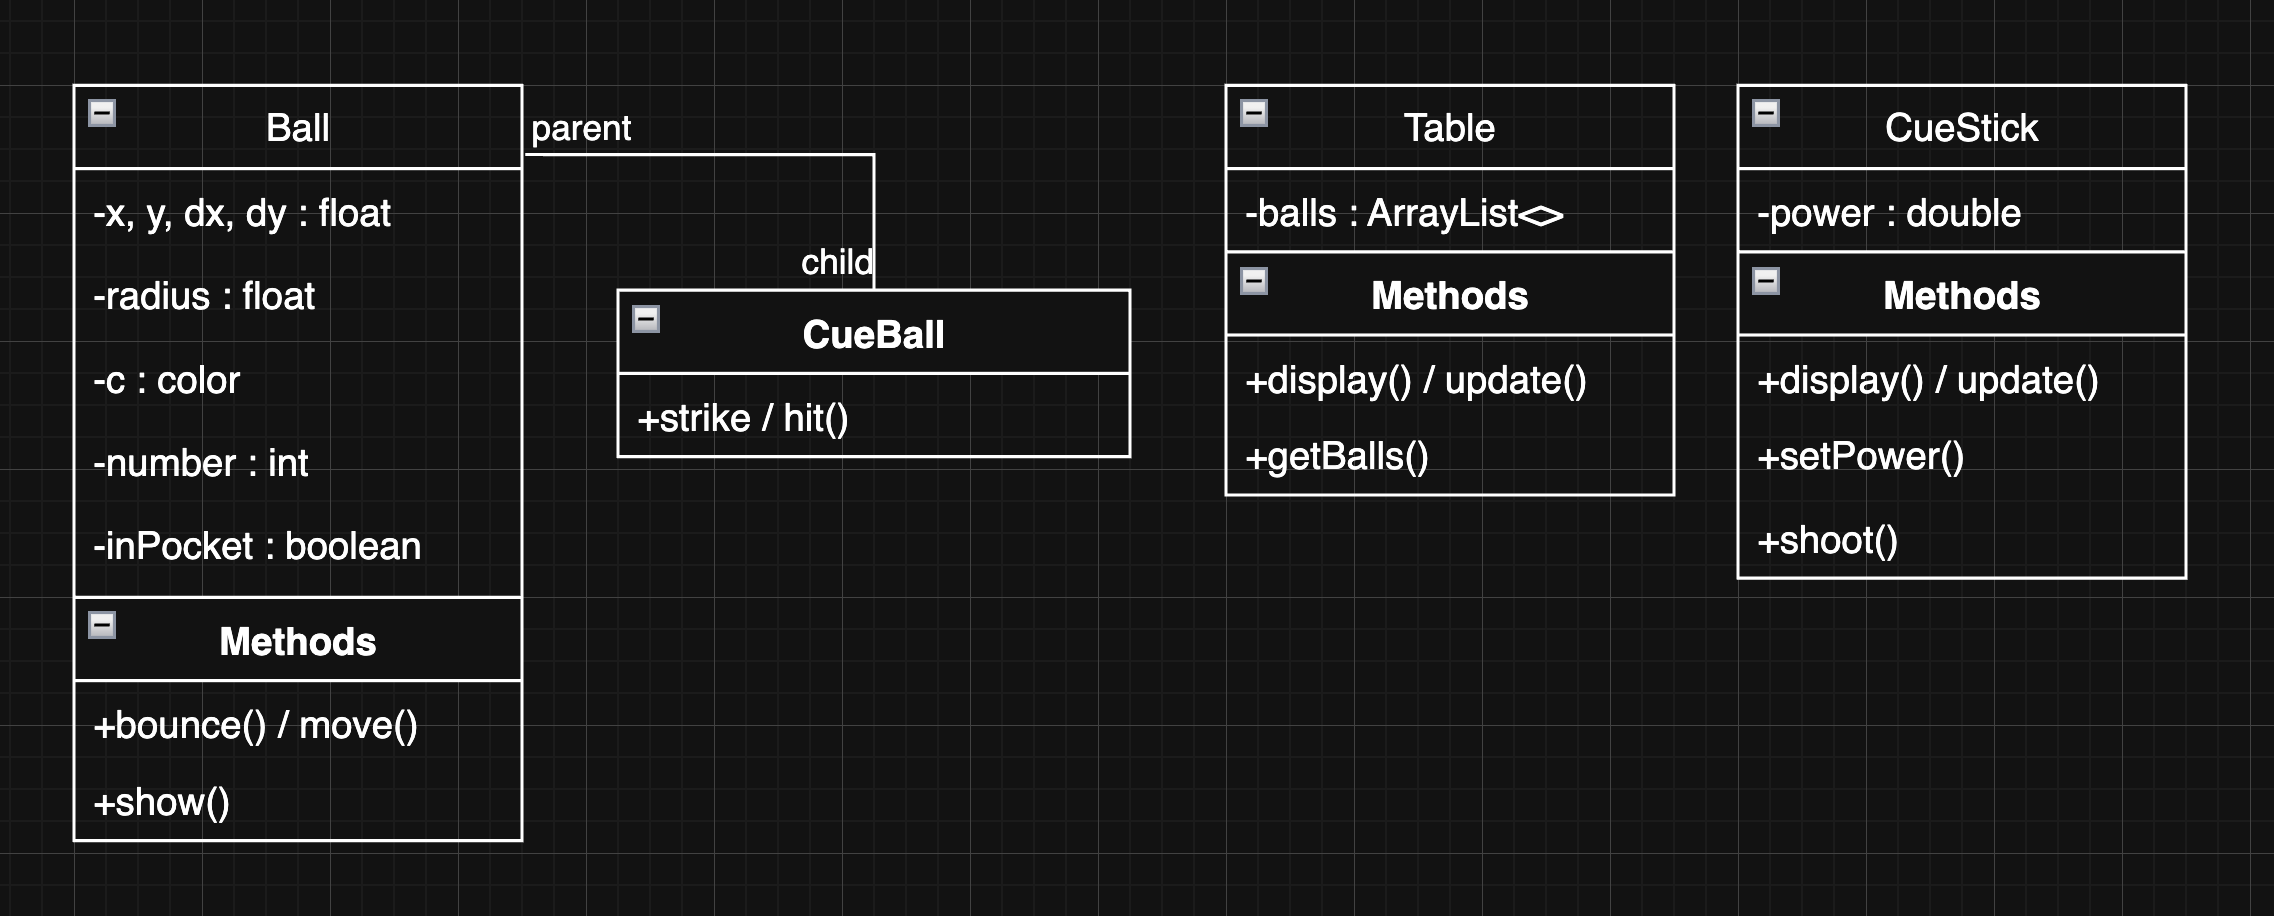 Ball
-x, y, dx, dy : float
-radius : float
-c : color
-number : int
-inPocket : boolean
Methods
+bounce() / move()
+show()
parent
child
CueBall
+strike / hit()
Table
-balls : ArrayList<>
Methods
+display() / update()
+getBalls()
CueStick
-power : double
Methods
+display() / update()
+setPower()
+shoot()